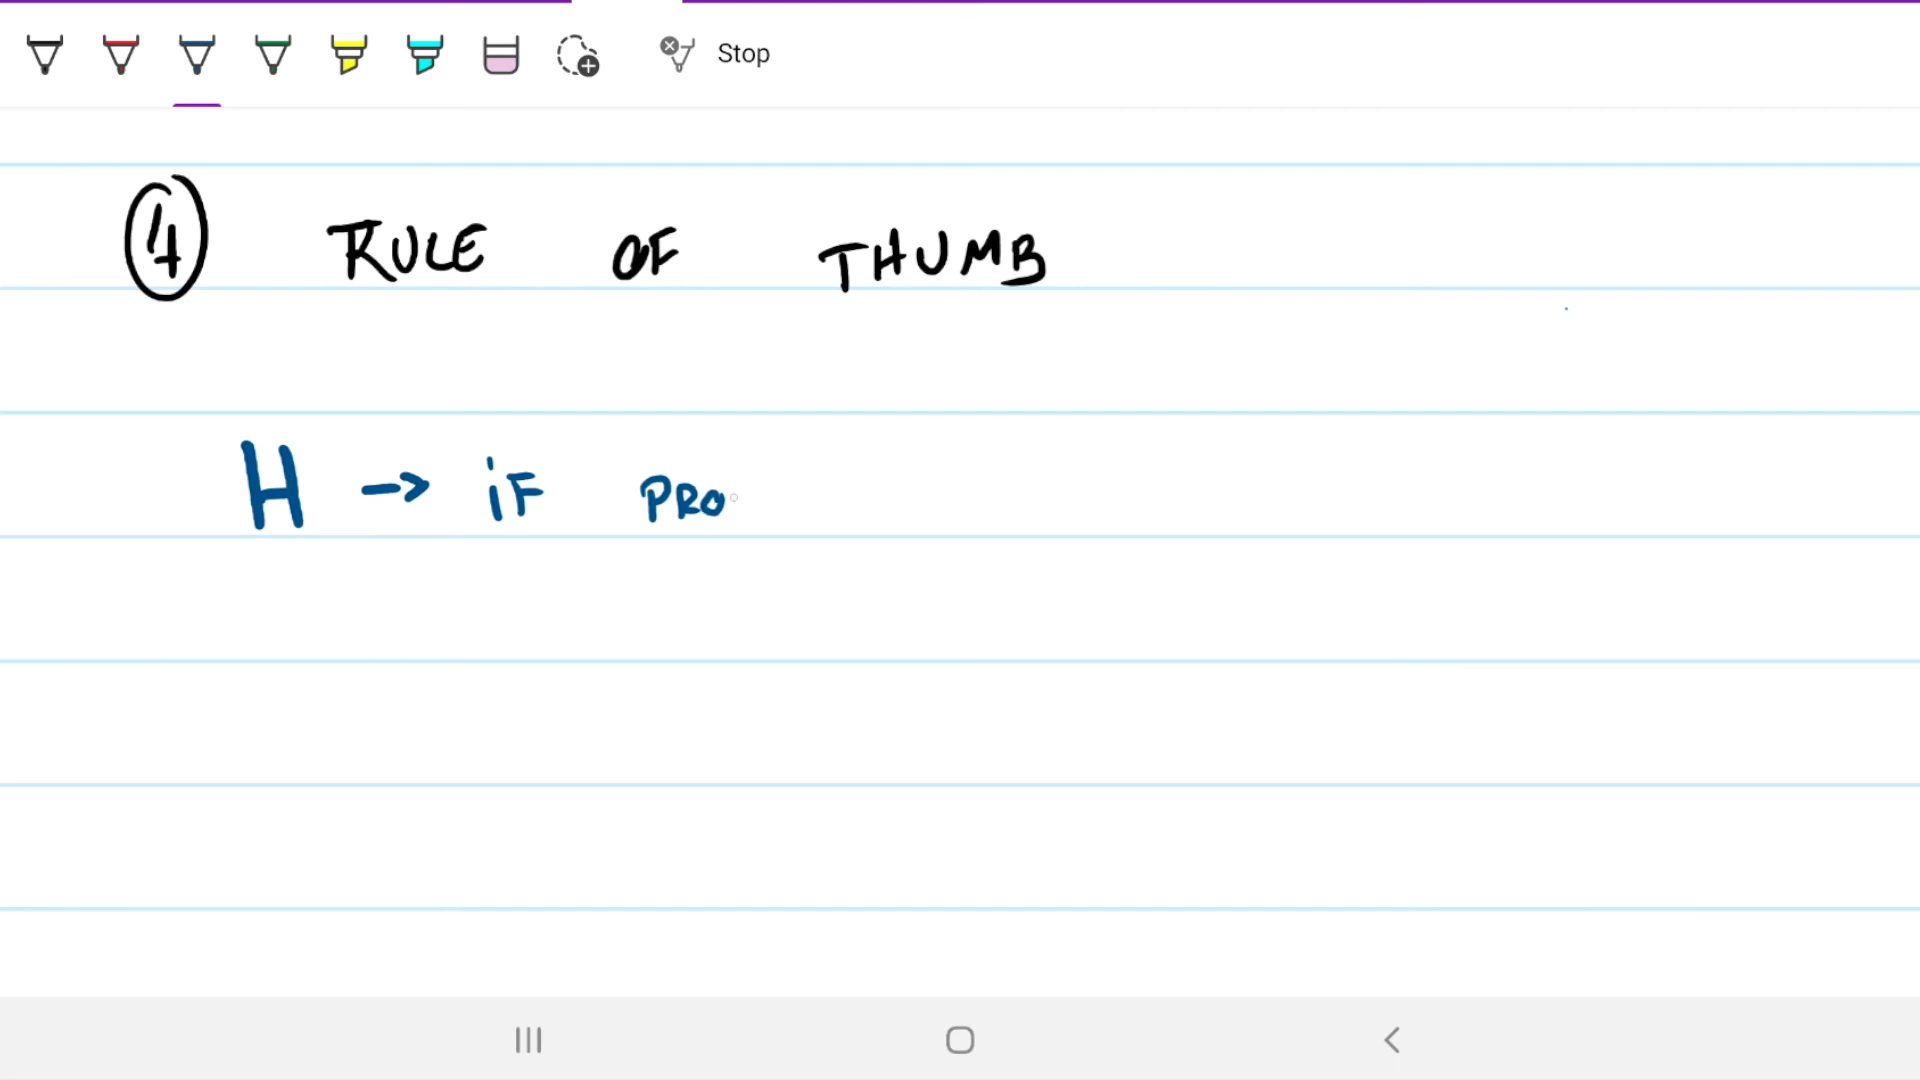 Stop
④ RULE OF THUMB
H → iF PRO